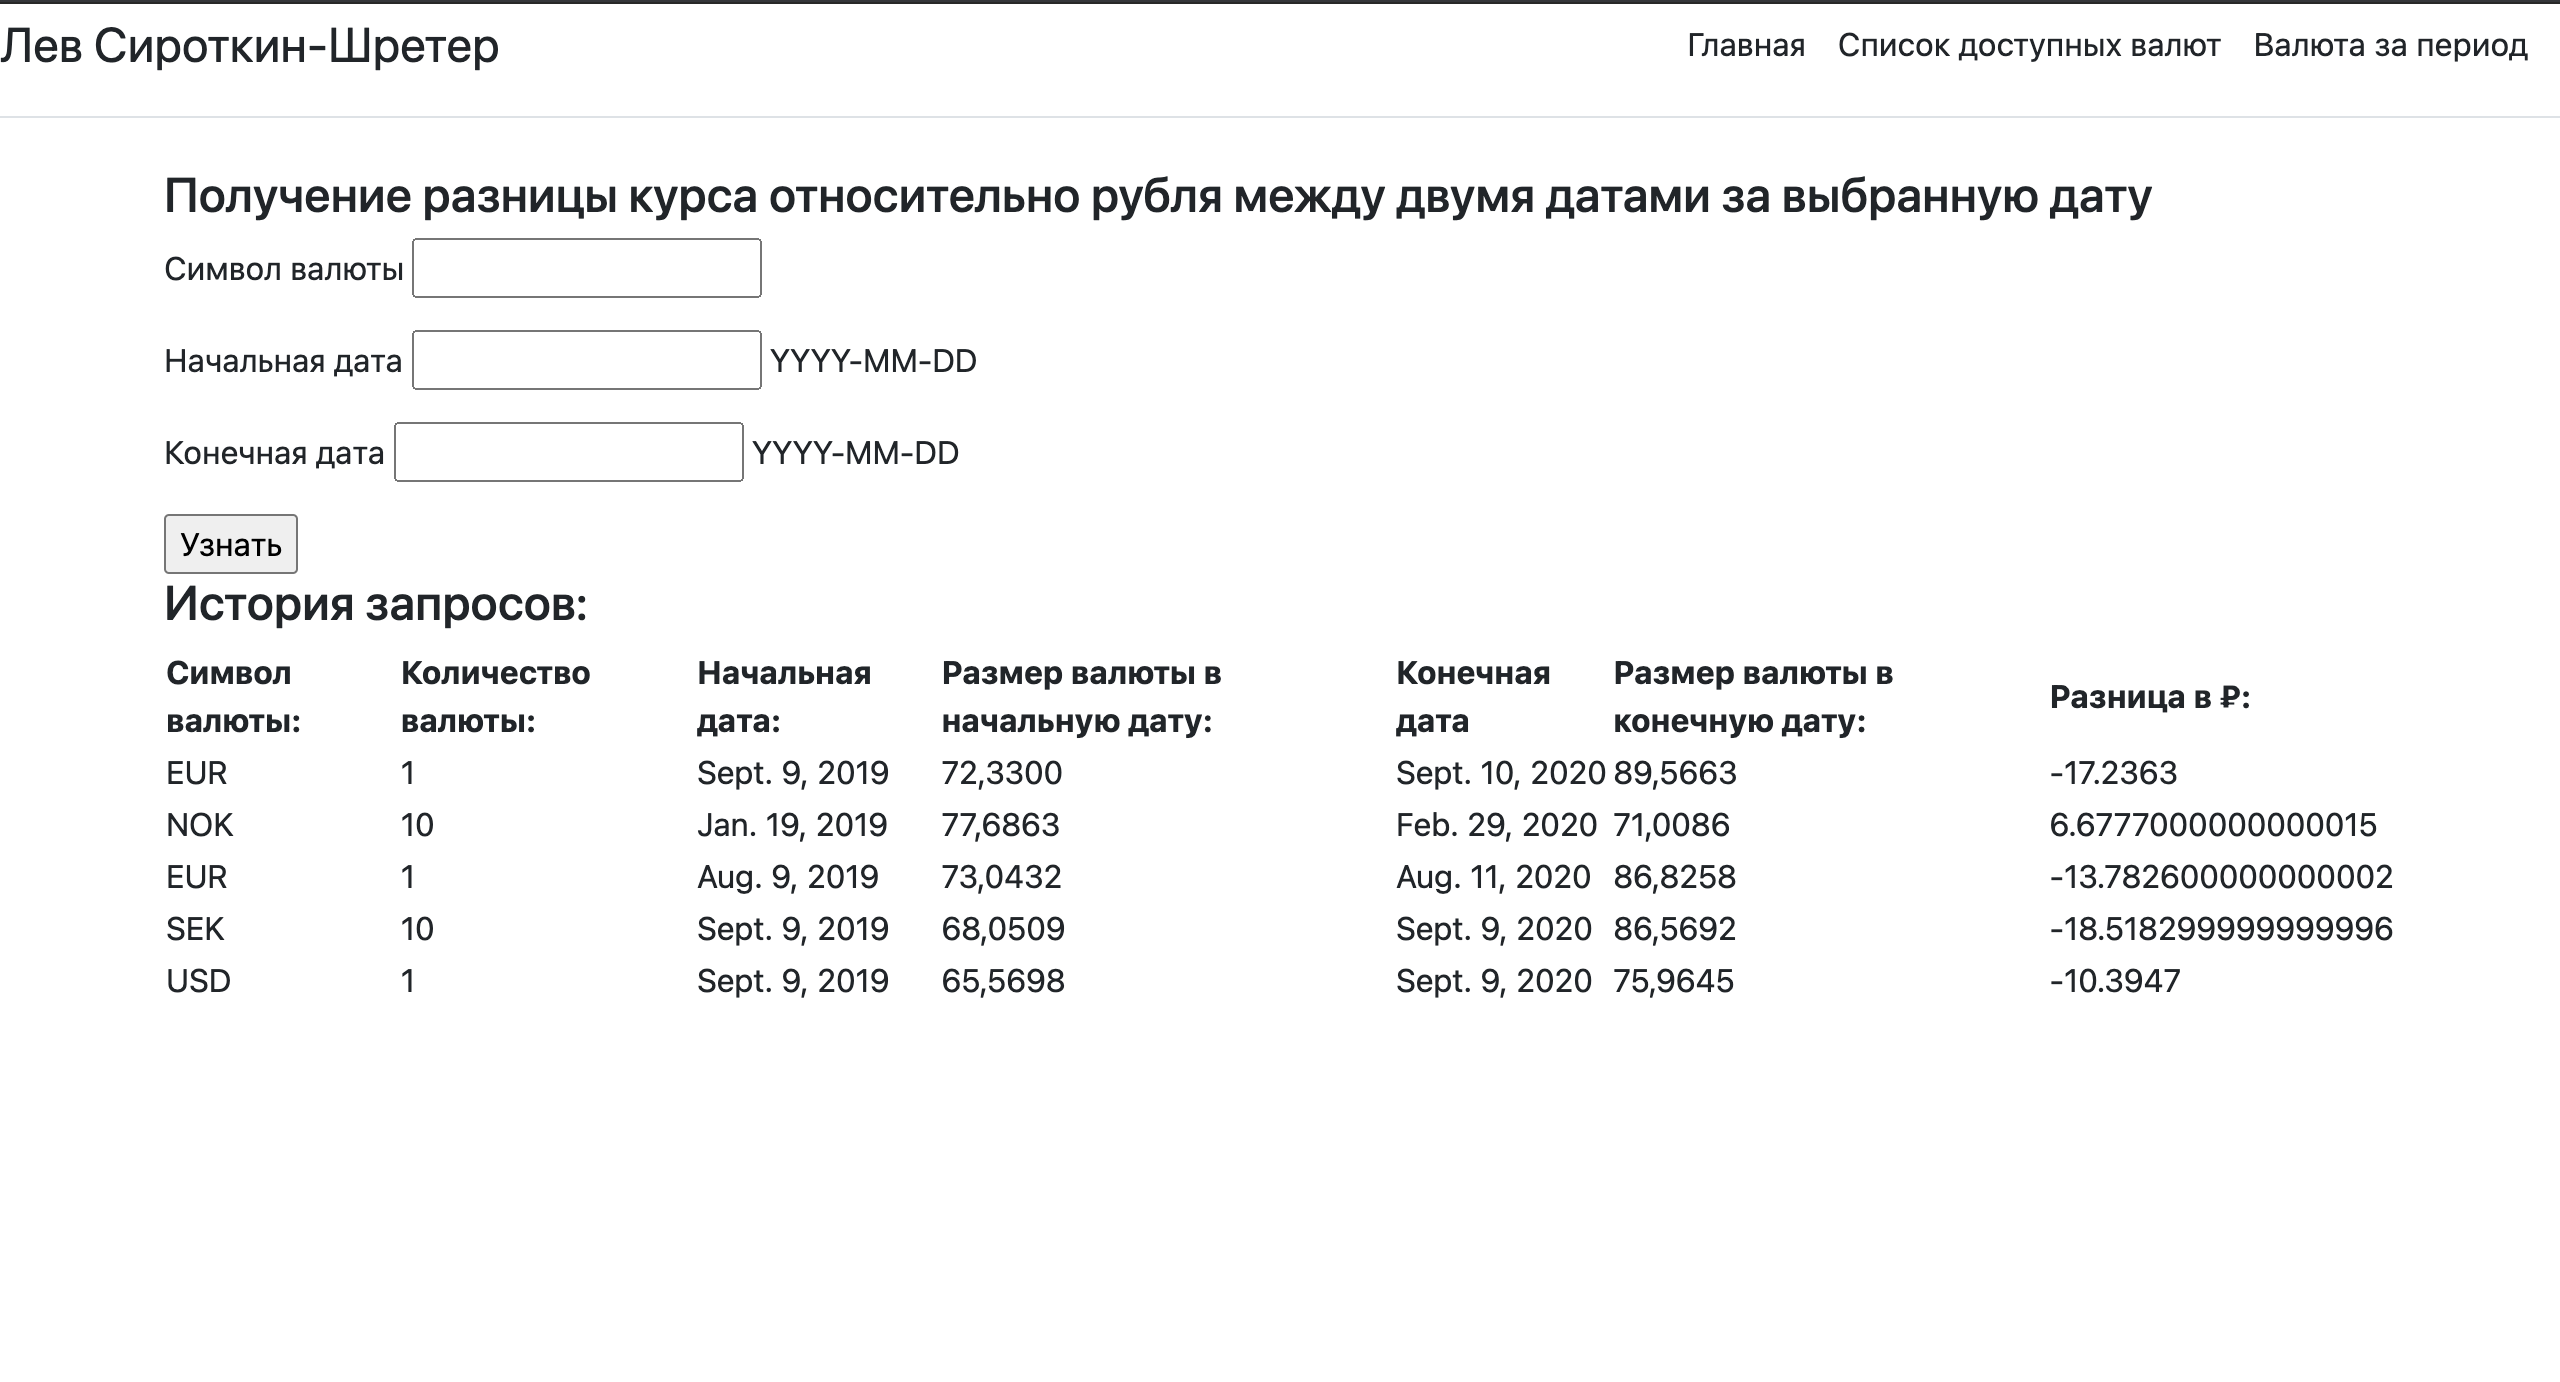 Лев Сироткин-Шретер
Главная Список доступных валют Валюта за период
Получение разницы курса относительно рубля между двумя датами за выбранную дату
Символ валюты
Начальная дата YYYY-MM-DD
Конечная дата YYYY-MM-DD
Узнать
История запросов:
Символ валюты: Количество валюты: Начальная дата: Размер валюты в начальную дату: Конечная дата Размер валюты в конечную дату: Разница в ₽:
EUR 1 Sept. 9, 2019 72,3300 Sept. 10, 2020 89,5663 -17.2363
NOK 10 Jan. 19, 2019 77,6863 Feb. 29, 2020 71,0086 6.6777000000000015
EUR 1 Aug. 9, 2019 73,0432 Aug. 11, 2020 86,8258 -13.782600000000002
SEK 10 Sept. 9, 2019 68,0509 Sept. 9, 2020 86,5692 -18.518299999999996
USD 1 Sept. 9, 2019 65,5698 Sept. 9, 2020 75,9645 -10.3947